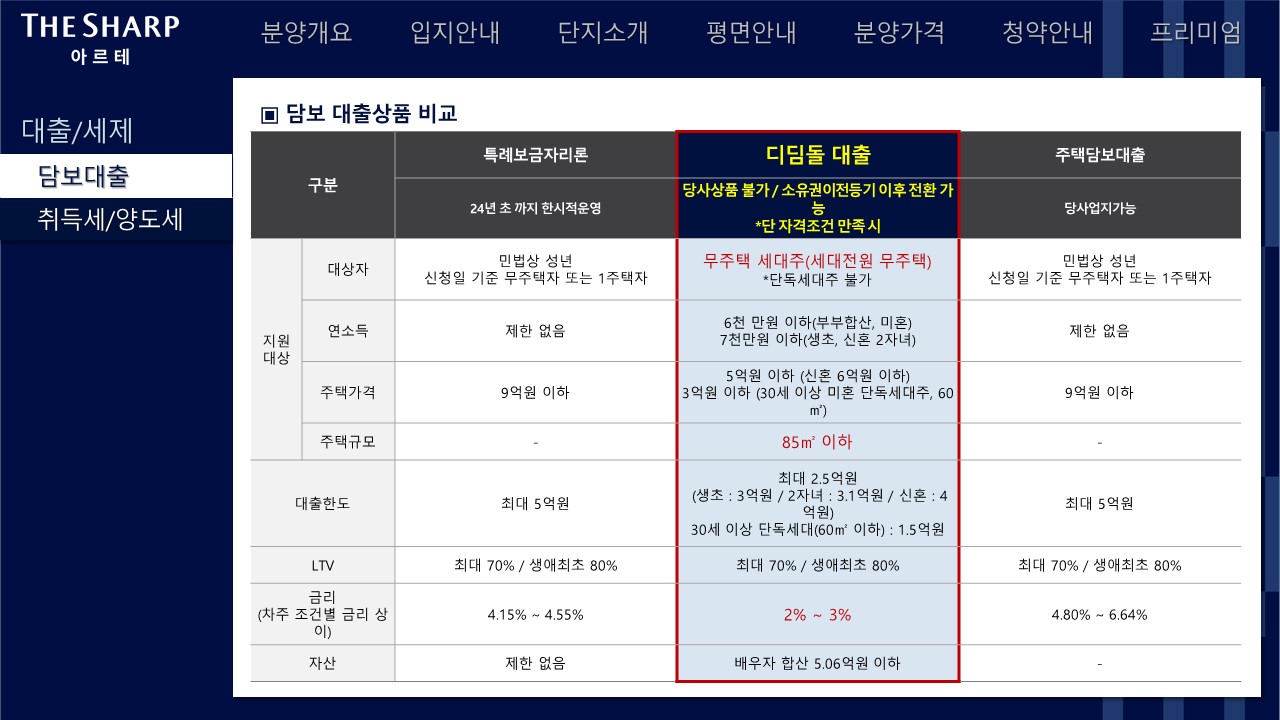 THE SHARP
아르테
분양개요 입지안내 단지소개 평면안내 분양가격 청약안내 프리미엄
대출/세제
담보대출
취득세/양도세
▣ 담보 대출상품 비교
구분 특례보금자리론 디딤돌 대출 주택담보대출
24년 초 까지 한시적운영
당사상품 불가 / 소유권이전등기 이후 전환 가
능
*단 자격조건 만족 시
당사업지가능
지원
대상
대상자
민법상 성년
신청일 기준 무주택자 또는 1주택자
무주택 세대주(세대전원 무주택)
*단독세대주 불가
민법상 성년
신청일 기준 무주택자 또는 1주택자
연소득
제한 없음
6천 만원 이하(부부합산, 미혼)
7천만원 이하(생초, 신혼 2자녀)
제한 없음
주택가격
9억원 이하
5억원 이하 (신혼 6억원 이하)
3억원 이하 (30세 이상 미혼 단독세대주, 60
㎡)
9억원 이하
주택규모 - 85㎡ 이하 -
대출한도
최대 5억원
최대 2.5억원
(생초 : 3억원 / 2자녀 : 3.1억원 / 신혼 : 4
억원)
30세 이상 단독세대(60㎡ 이하) : 1.5억원
최대 5억원
LTV 최대 70% / 생애최초 80% 최대 70% / 생애최초 80% 최대 70% / 생애최초 80%
금리
(차주 조건별 금리 상
이)
4.15% ~ 4.55% 2% ~ 3% 4.80% ~ 6.64%
자산 제한 없음 배우자 합산 5.06억원 이하 -